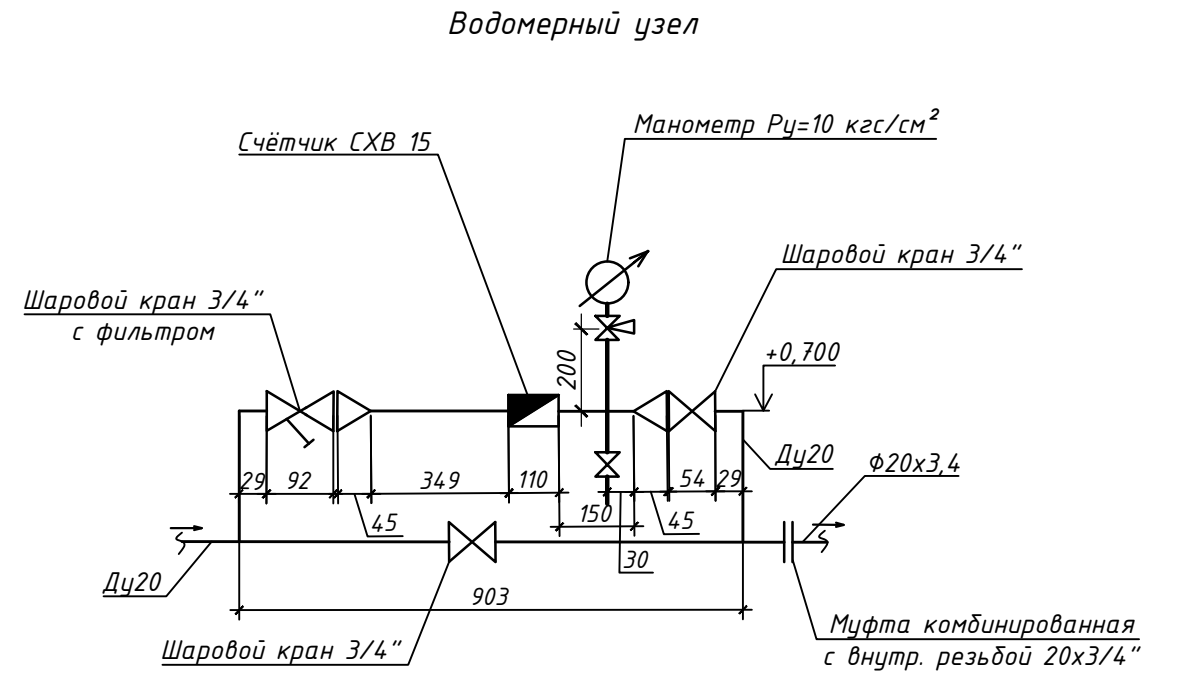 Водомерный узел
Манометр Ру=10 кгс/см²
Счётчик СХВ 15
Шаровой кран 3/4"
Шаровой кран 3/4"
с фильтром
+0,700
200
Ду20
Ф20х3,4
29
92
349
110
54
29
45
150
45
30
Ду20
903
Шаровой кран 3/4"
Муфта комбинированная
с внутр. резьбой 20х3/4"